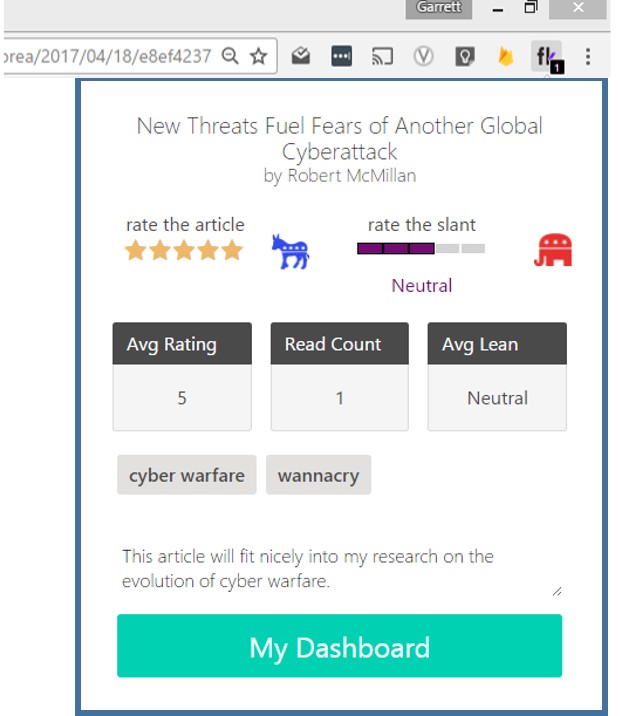 Garrett
orea/2017/04/18/e8ef4237
1
New Threats Fuel Fears of Another Global
Cyberattack
by Robert McMillan
rate the article
rate the slant
Neutral
Avg Rating
Read Count
Avg Lean
5
1
Neutral
cyber warfare
wannacry
This article will fit nicely into my research on the
evolution of cyber warfare.
My Dashboard